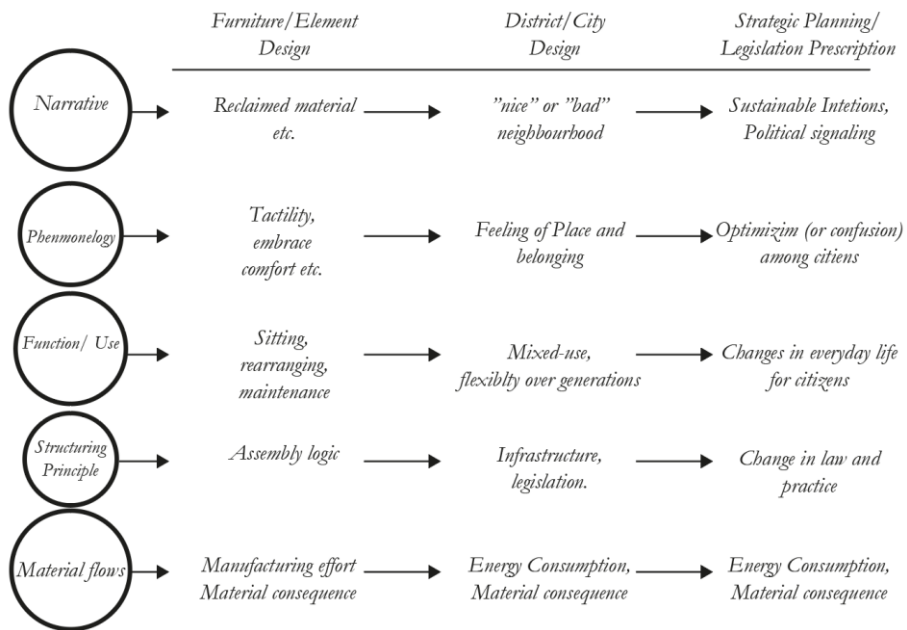 Furniture/Element
Design
District/City
Design
Strategic Planning/
Legislation Prescription
Narrative
Reclaimed material
etc.
”nice” or ”bad”
neighbourhood
Sustainable Intetions,
Political signaling
Phenmonelogy
Tactility,
embrace
comfort etc.
Feeling of Place and
belonging
Optimizim (or confusion)
among citiens
Function/ Use
Sitting,
rearranging,
maintenance
Mixed-use,
flexiblty over generations
Changes in everyday life
for citizens
Structuring
Principle
Assembly logic
Infrastructure,
legislation.
Change in law and
practice
Material flows
Manufacturing effort
Material consequence
Energy Consumption,
Material consequence
Energy Consumption,
Material consequence